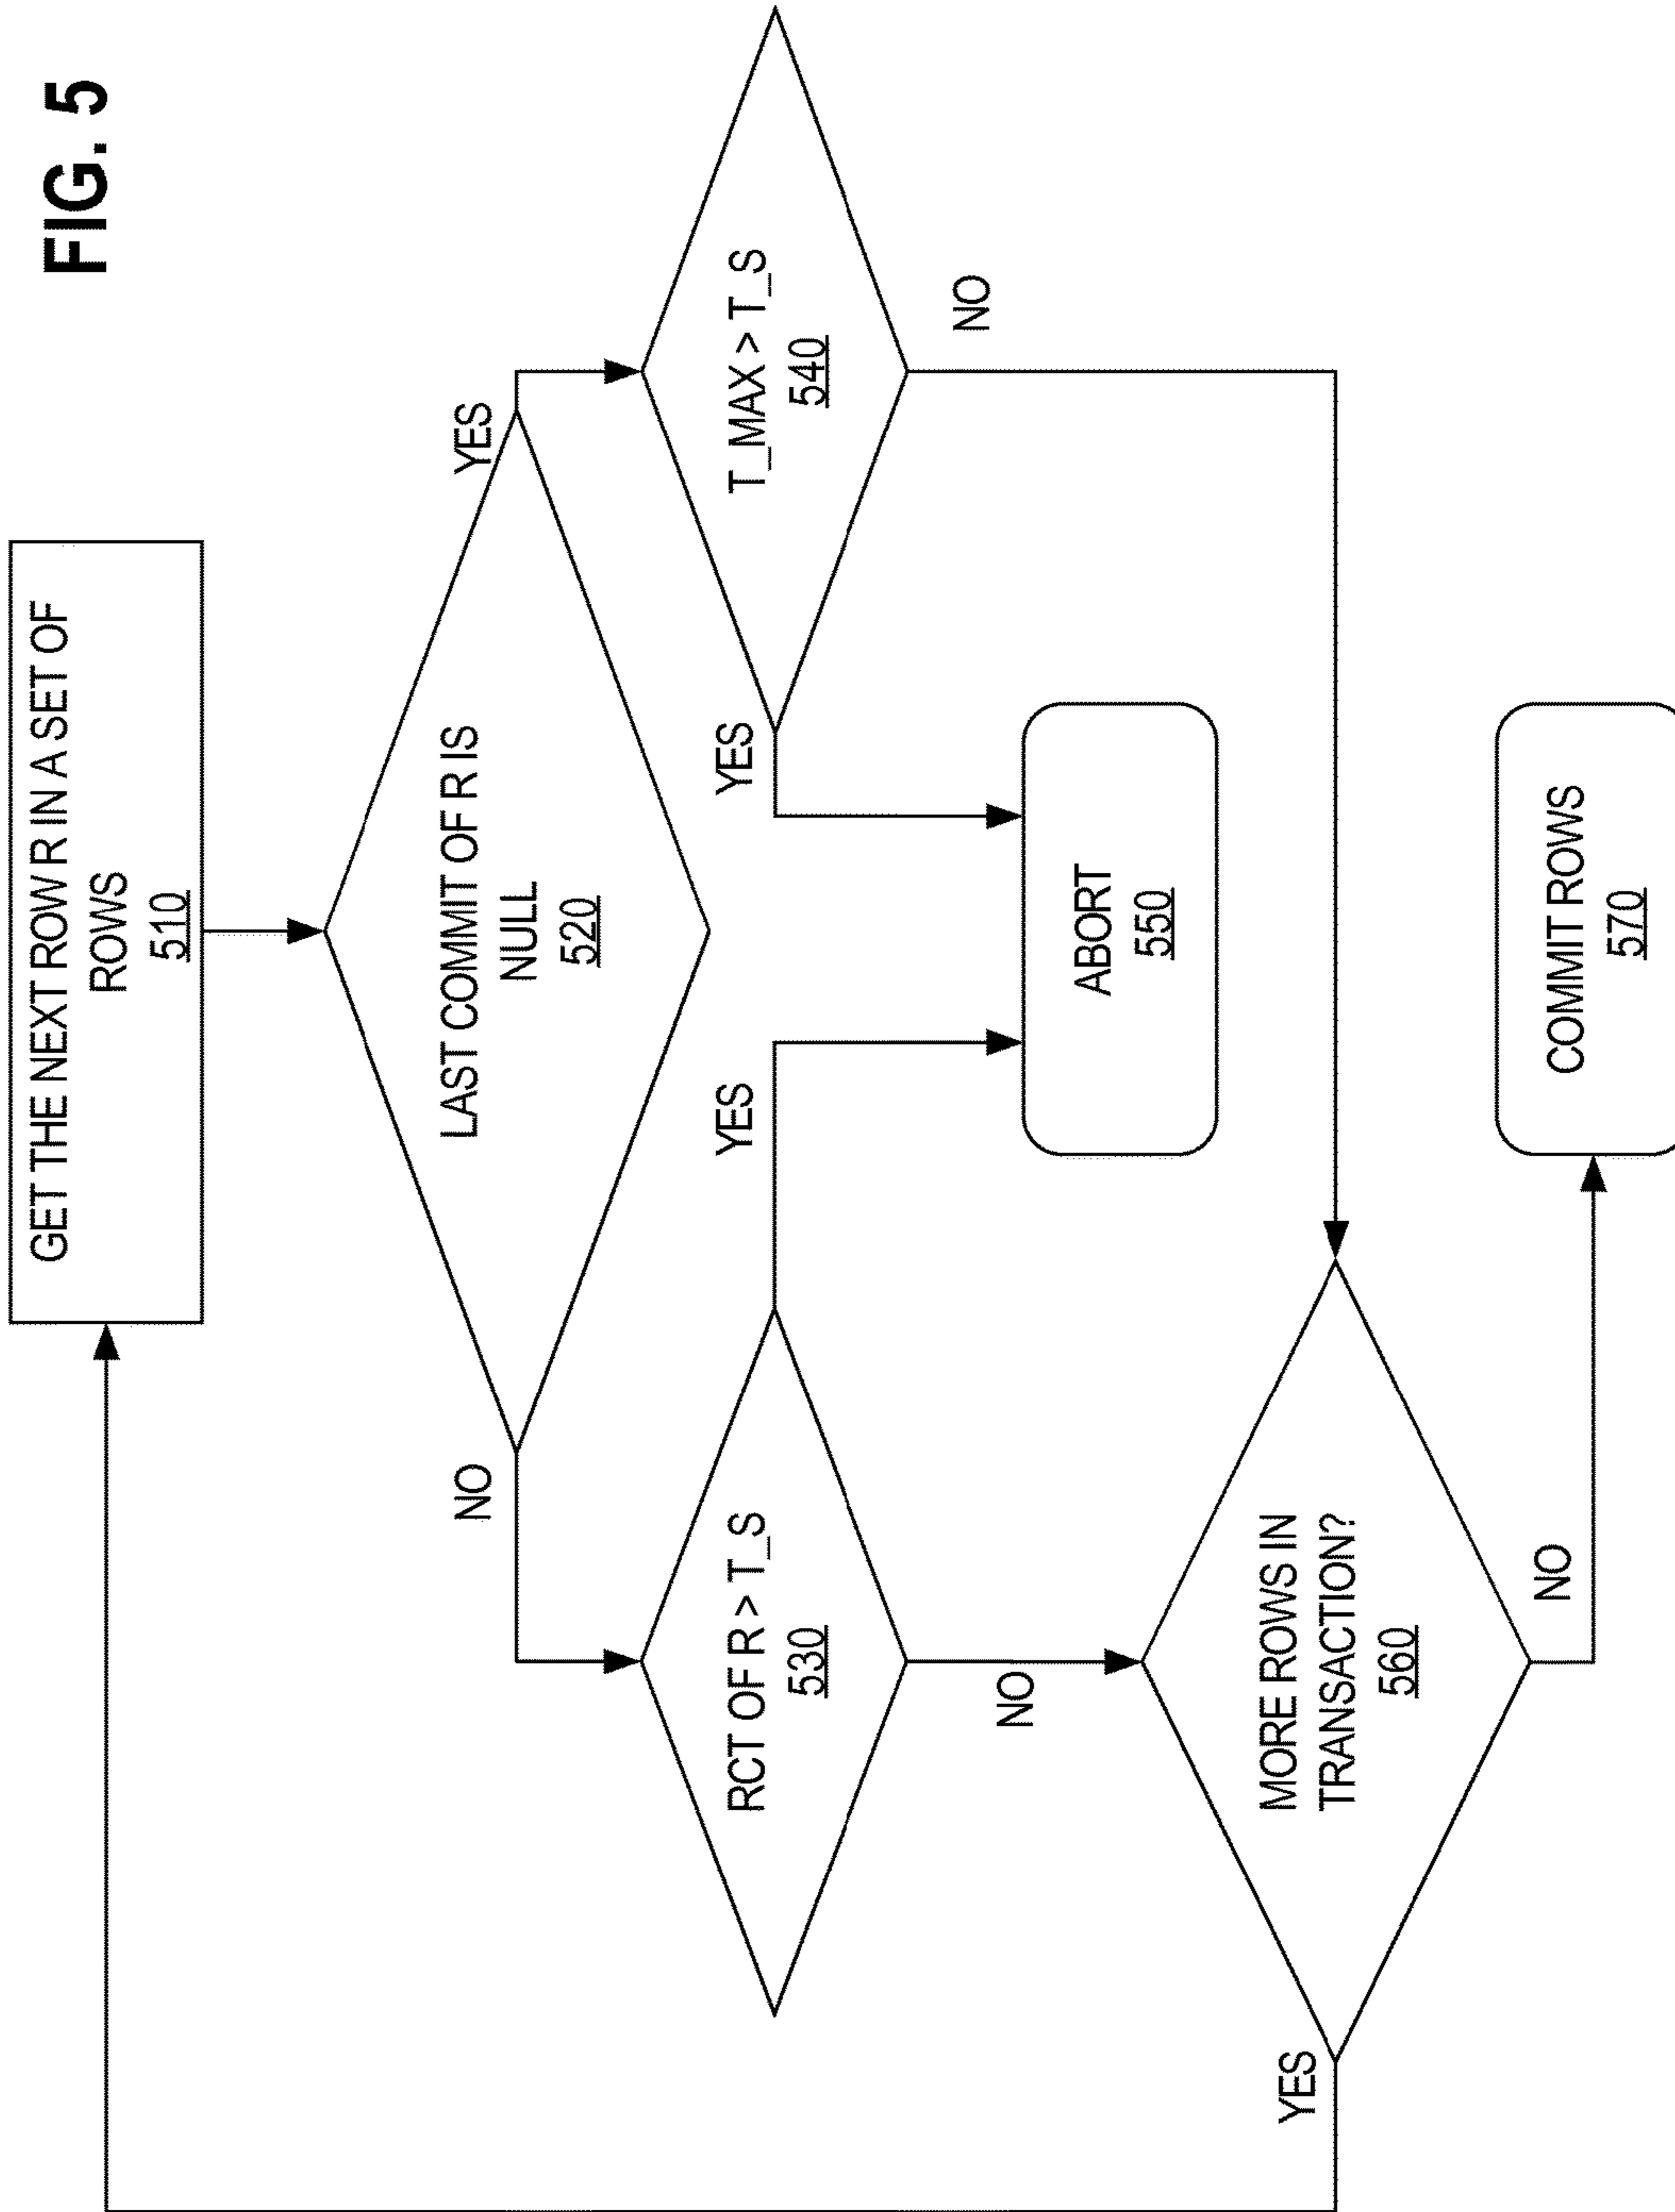 FIG. 5
GET THE NEXT ROW R IN A SET OF
ROWS
510
LAST COMMIT OF R IS
NULL
520
NO
YES
RCT OF R > T_S
530
YES
YES
T_MAX > T_S
540
NO
NO
ABORT
550
MORE ROWS IN
TRANSACTION?
560
YES
NO
COMMIT ROWS
570